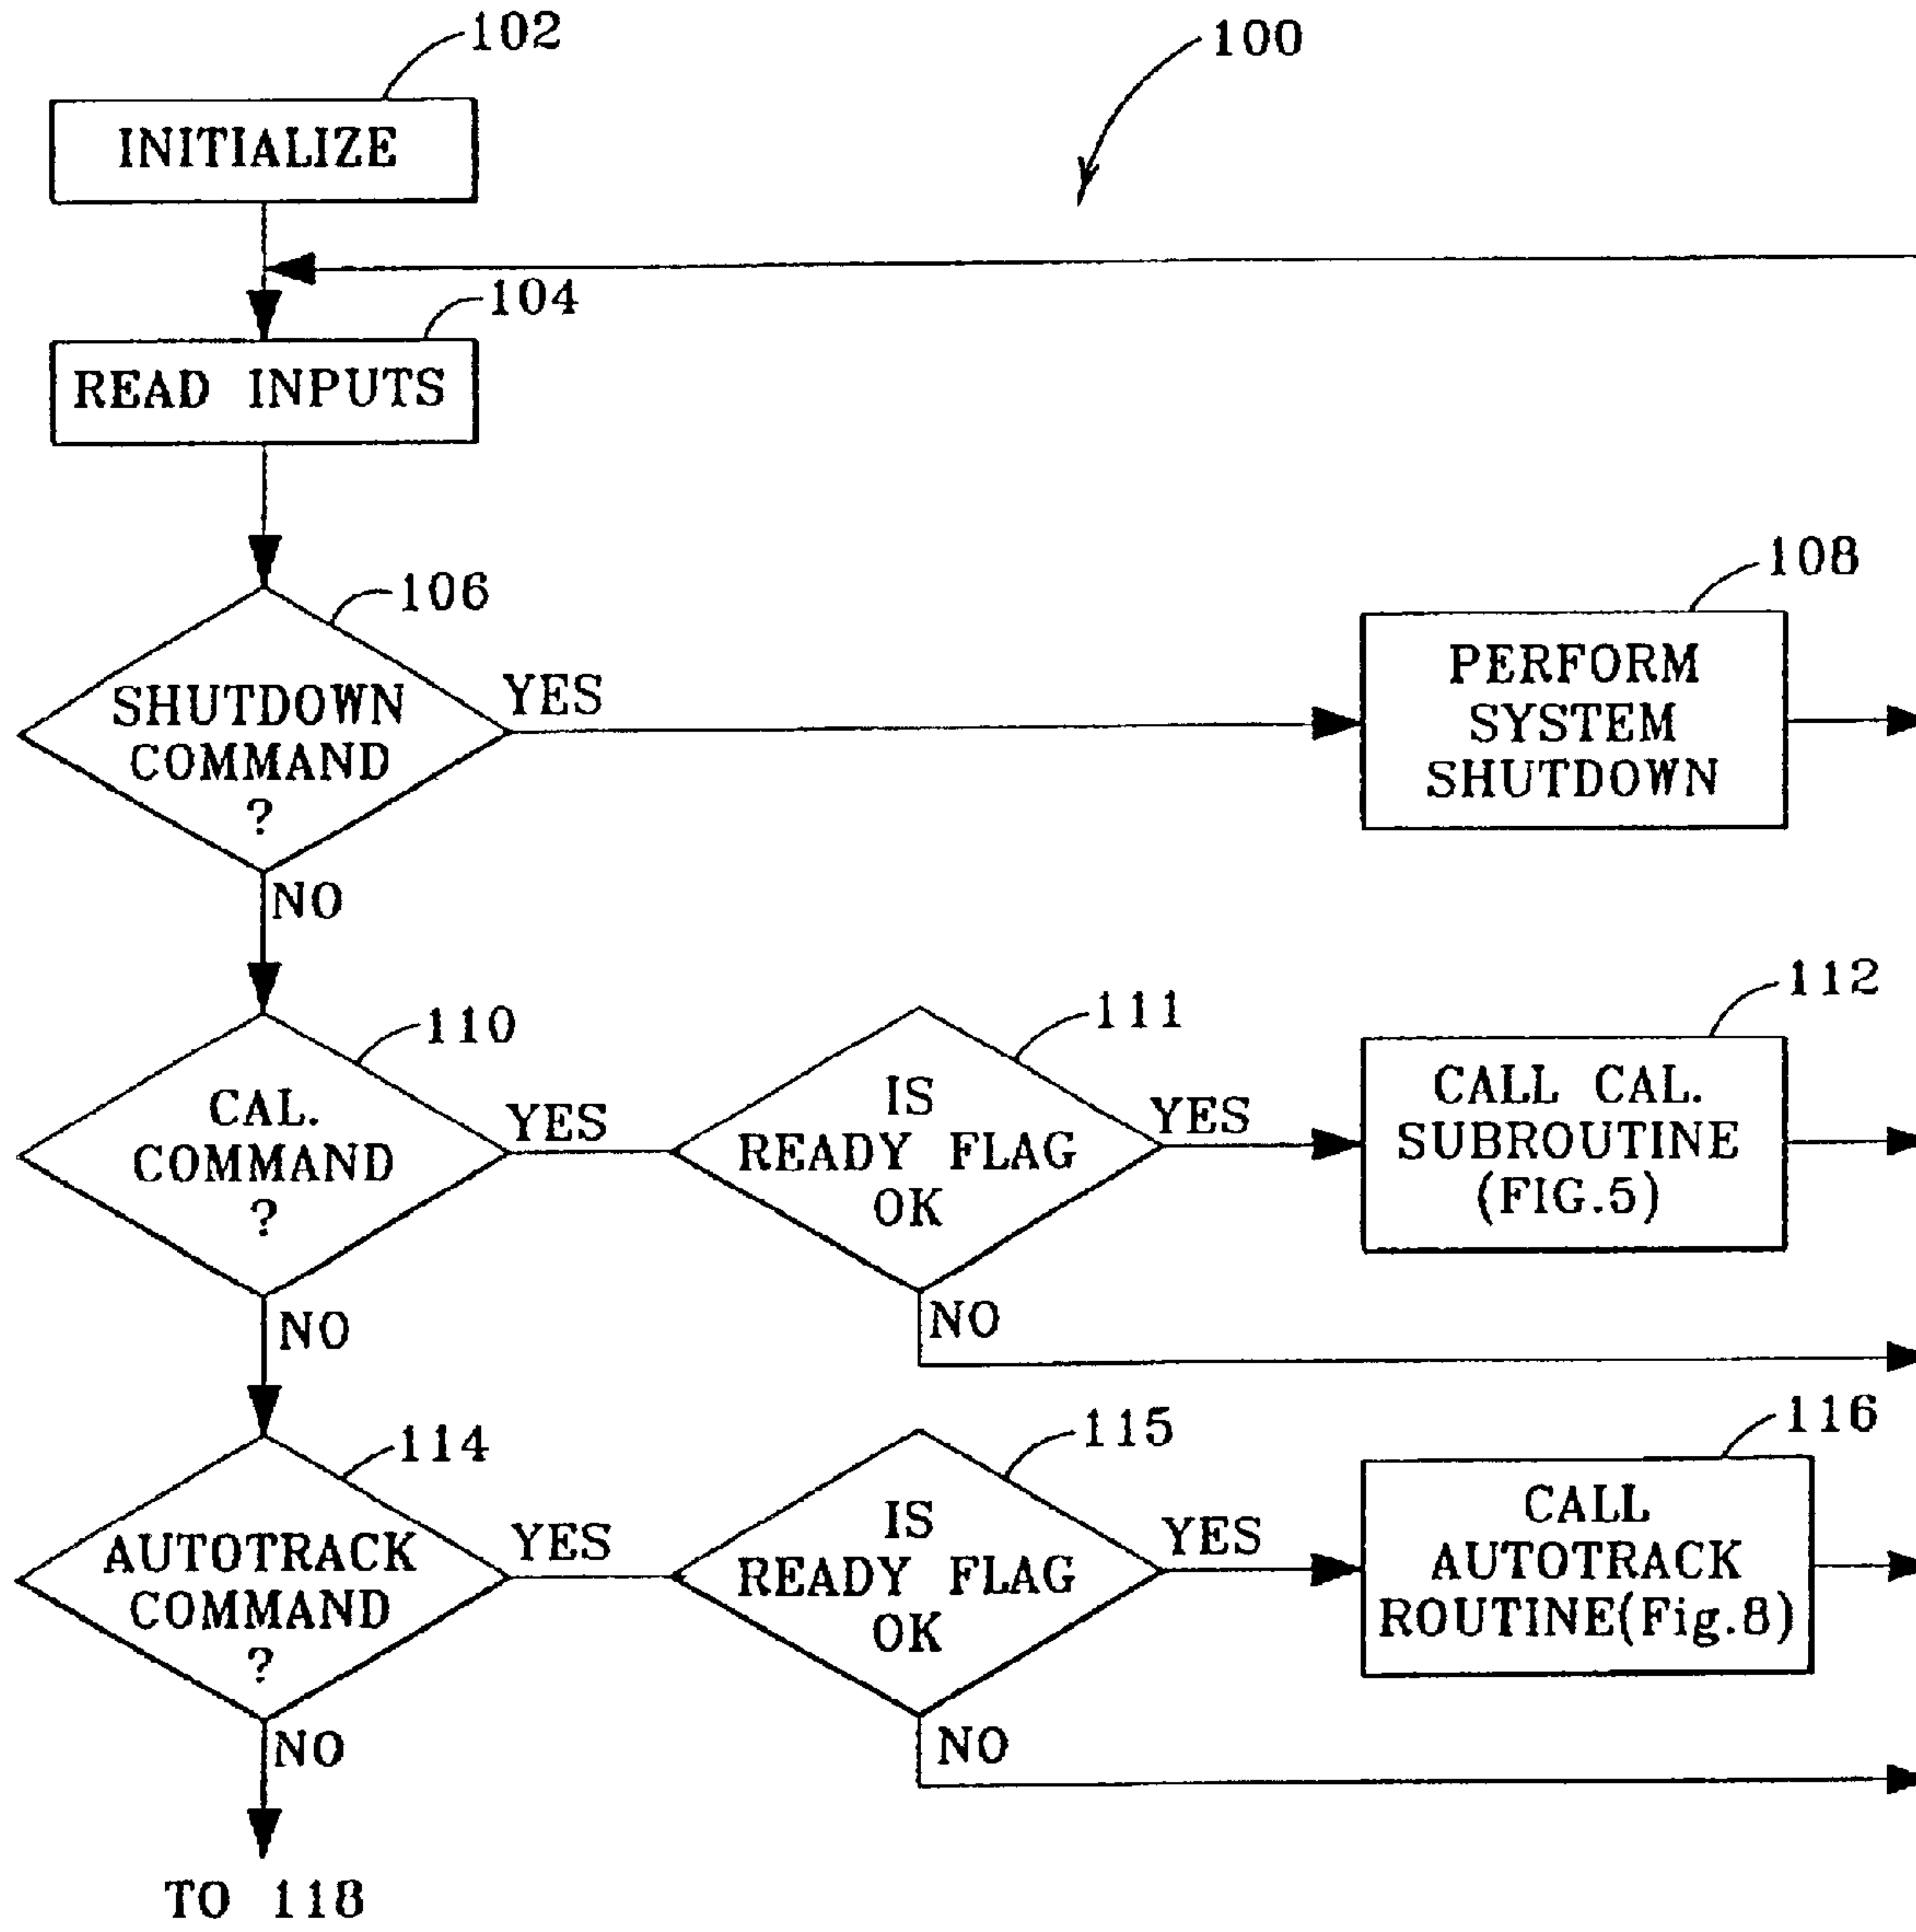 102
100
INITIALIZE
104
READ INPUTS
106
SHUTDOWN
COMMAND
?
YES
108
PERFORM
SYSTEM
SHUTDOWN
NO
110
CAL.
COMMAND
?
YES
111
IS
READY FLAG
OK
YES
112
CALL CAL.
SUBROUTINE
(FIG.5)
NO
NO
114
AUTOTRACK
COMMAND
?
YES
115
IS
READY FLAG
OK
YES
116
CALL
AUTOTRACK
ROUTINE(Fig.8)
NO
NO
TO 118